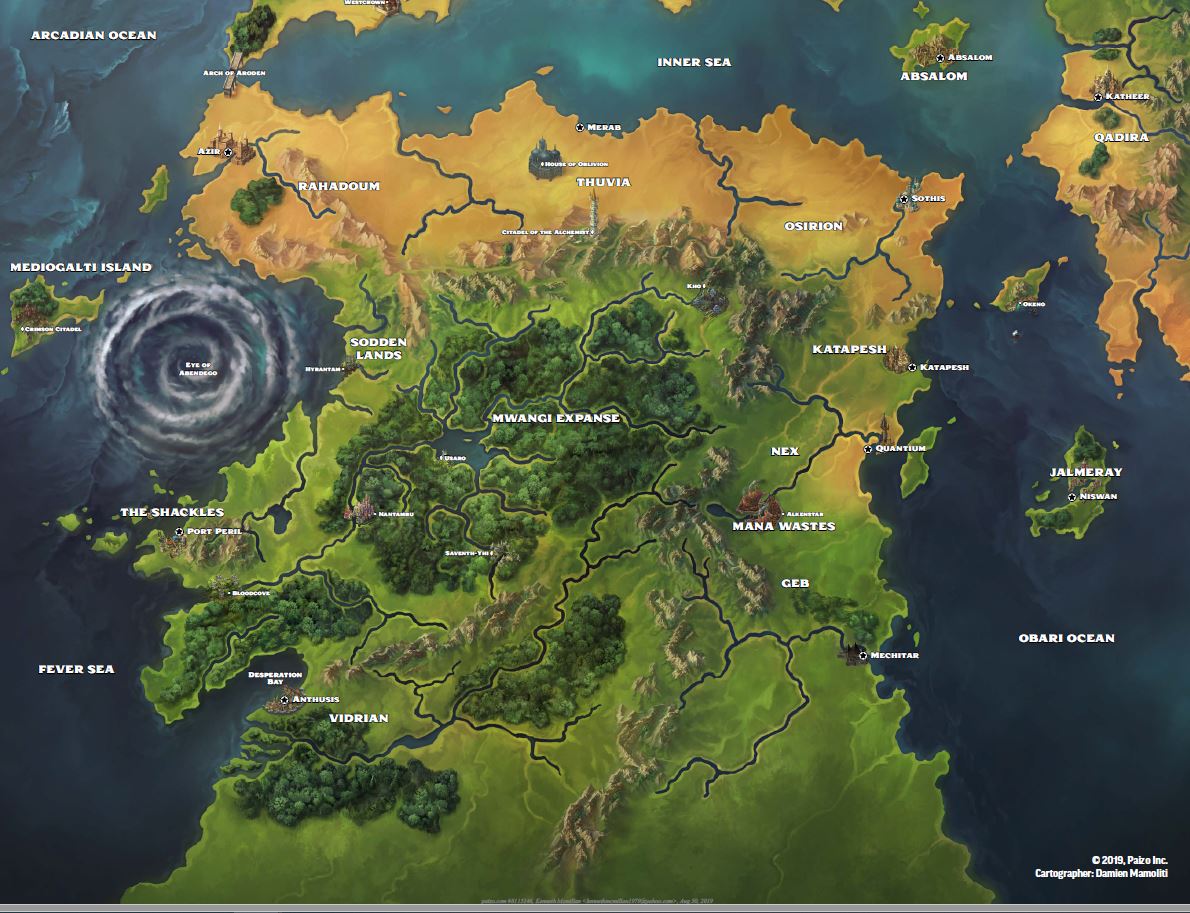 WESTCROWN
ARCADIAN OCEAN
INNER SEA
ABSALOM
ABSALOM
ARCH OF ARODEN
KATHEER
QADIRA
MERAB
AZIR
HOUSE OF OBLIVION
RAHADOUM
THUVIA
SOTHIS
CITADEL OF THE ALCHEMIST
OSIRION
MEDIOGALTI ISLAND
KHO
OKENO
CRIMSON CITADEL
SODDEN
LANDS
KATAPESH
KATAPESH
EYE OF
ABENDEGO
HYRANTAM
MWANGI EXPANSE
NEX
QUANTIUM
USARO
JALMERAY
NISWAN
THE SHACKLES
PORT PERIL
NANTAMBU
ALKENSTAR
MANA WASTES
SAVENTH-YHI
GEB
BLOODCOVE
OBARI OCEAN
MECHITAR
FEVER SEA
DESPERATION
BAY
ANTHUSIS
VIDRIAN
© 2019, Paizo Inc.
Cartographer: Damien Mamoliti